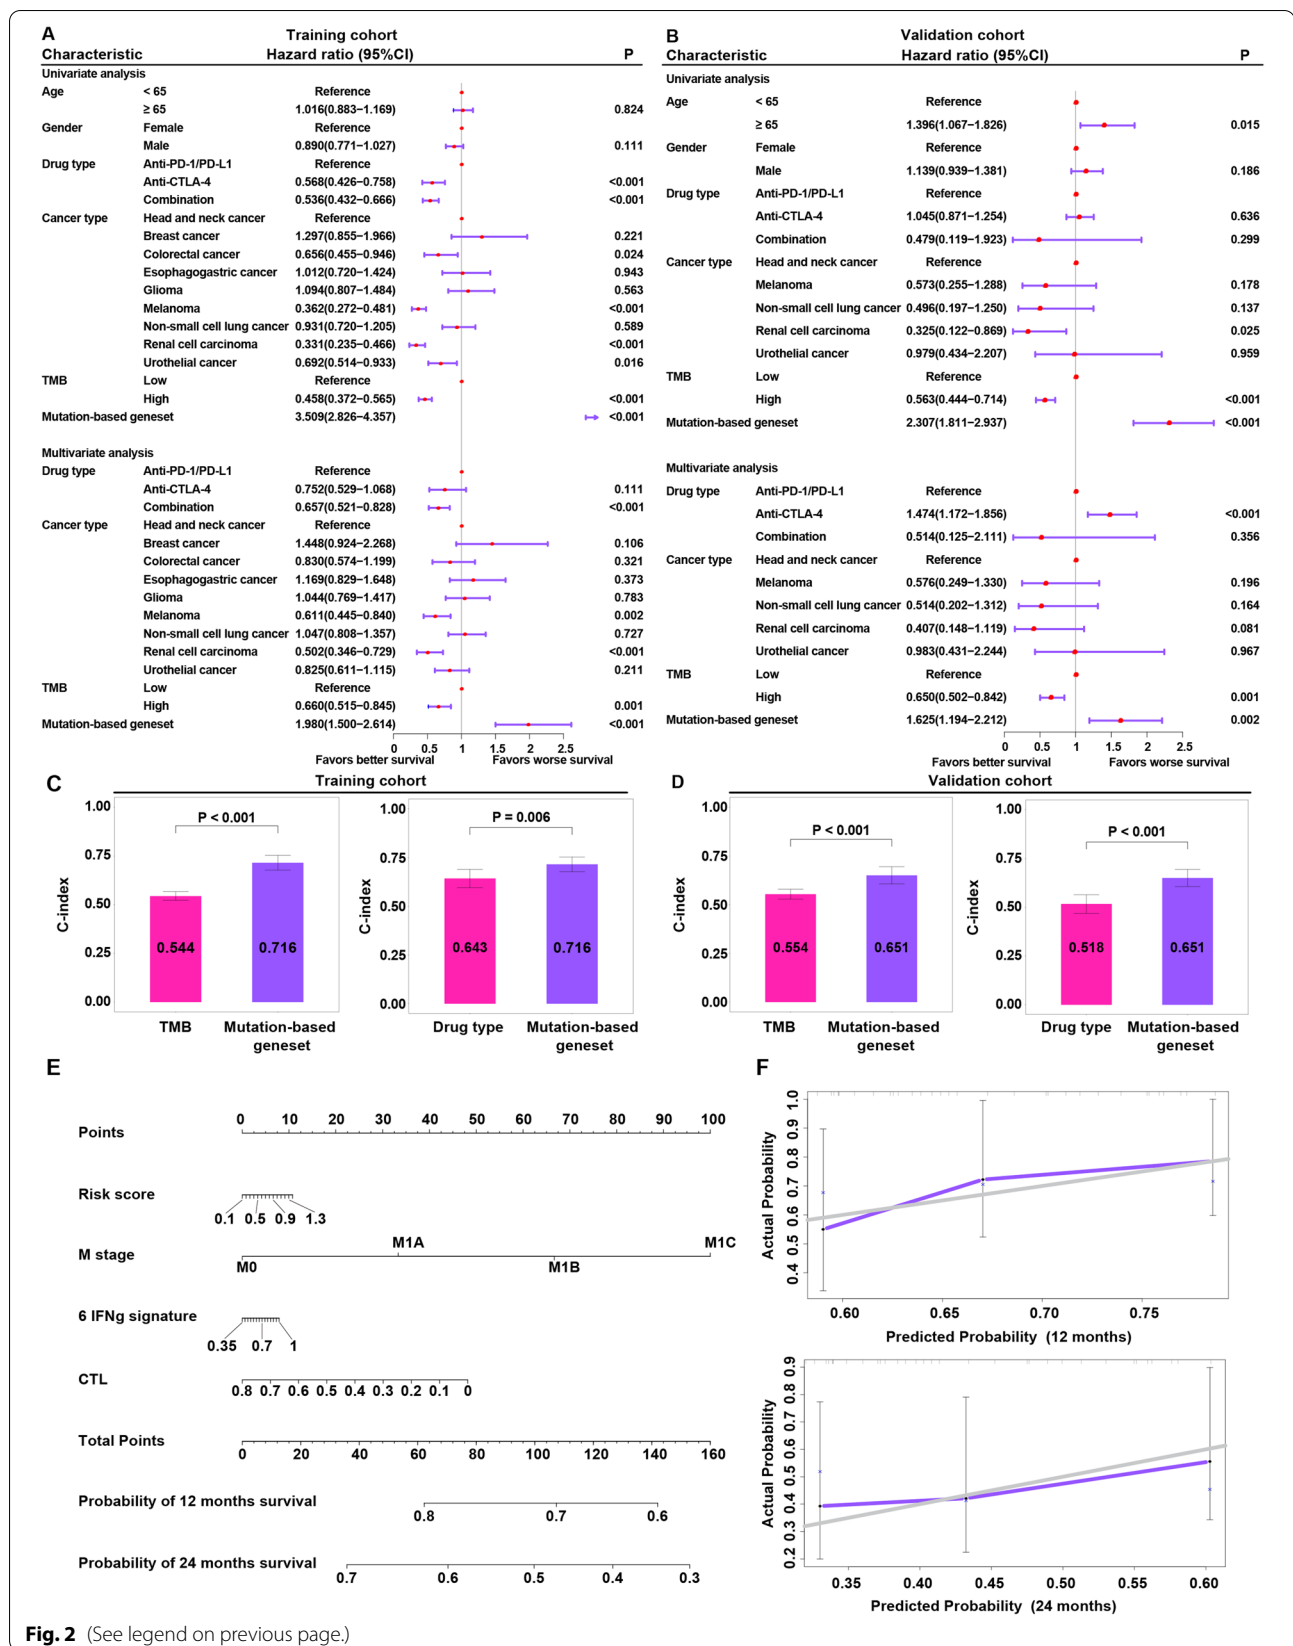 A Training cohort
Characteristic Hazard ratio (95%CI) P
Univariate analysis
Age < 65 Reference
≥ 65 1.016(0.883−1.169) 0.824
Gender Female Reference
Male 0.890(0.771−1.027) 0.111
Drug type Anti-PD-1/PD-L1 Reference
Anti-CTLA-4 0.568(0.426−0.758) <0.001
Combination 0.536(0.432−0.666) <0.001
Cancer type Head and neck cancer Reference
Breast cancer 1.297(0.855−1.966) 0.221
Colorectal cancer 0.656(0.455−0.946) 0.024
Esophagogastric cancer 1.012(0.720−1.424) 0.943
Glioma 1.094(0.807−1.484) 0.563
Melanoma 0.362(0.272−0.481) <0.001
Non-small cell lung cancer 0.931(0.720−1.205) 0.589
Renal cell carcinoma 0.331(0.235−0.466) <0.001
Urothelial cancer 0.692(0.514−0.933) 0.016
TMB Low Reference
High 0.458(0.372−0.565) <0.001
Mutation-based geneset 3.509(2.826−4.357) <0.001
Multivariate analysis
Drug type Anti-PD-1/PD-L1 Reference
Anti-CTLA-4 0.752(0.529−1.068) 0.111
Combination 0.657(0.521−0.828) <0.001
Cancer type Head and neck cancer Reference
Breast cancer 1.448(0.924−2.268) 0.106
Colorectal cancer 0.830(0.574−1.199) 0.321
Esophagogastric cancer 1.169(0.829−1.648) 0.373
Glioma 1.044(0.769−1.417) 0.783
Melanoma 0.611(0.445−0.840) 0.002
Non-small cell lung cancer 1.047(0.808−1.357) 0.727
Renal cell carcinoma 0.502(0.346−0.729) <0.001
Urothelial cancer 0.825(0.611−1.115) 0.211
TMB Low Reference
High 0.660(0.515−0.845) 0.001
Mutation-based geneset 1.980(1.500−2.614) <0.001
0 0.5 1 1.5 2 2.5
Favors better survival Favors worse survival
B Validation cohort
Characteristic Hazard ratio (95%CI) P
Univariate analysis
Age < 65 Reference
≥ 65 1.396(1.067−1.826) 0.015
Gender Female Reference
Male 1.139(0.939−1.381) 0.186
Drug type Anti-PD-1/PD-L1 Reference
Anti-CTLA-4 1.045(0.871−1.254) 0.636
Combination 0.479(0.119−1.923) 0.299
Cancer type Head and neck cancer Reference
Melanoma 0.573(0.255−1.288) 0.178
Non-small cell lung cancer 0.496(0.197−1.250) 0.137
Renal cell carcinoma 0.325(0.122−0.869) 0.025
Urothelial cancer 0.979(0.434−2.207) 0.959
TMB Low Reference
High 0.563(0.444−0.714) <0.001
Mutation-based geneset 2.307(1.811−2.937) <0.001
Multivariate analysis
Drug type Anti-PD-1/PD-L1 Reference
Anti-CTLA-4 1.474(1.172−1.856) <0.001
Combination 0.514(0.125−2.111) 0.356
Cancer type Head and neck cancer Reference
Melanoma 0.576(0.249−1.330) 0.196
Non-small cell lung cancer 0.514(0.202−1.312) 0.164
Renal cell carcinoma 0.407(0.148−1.119) 0.081
Urothelial cancer 0.983(0.431−2.244) 0.967
TMB Low Reference
High 0.650(0.502−0.842) 0.001
Mutation-based geneset 1.625(1.194−2.212) 0.002
0 0.5 1 1.5 2 2.5
Favors better survival Favors worse survival
C Training cohort
C-index
1.00
0.75
0.50
0.25
0.00
P < 0.001
0.544 0.716
TMB Mutation-based
geneset
C-index
1.00
0.75
0.50
0.25
0.00
P = 0.006
0.643 0.716
Drug type Mutation-based
geneset
D Validation cohort
C-index
1.00
0.75
0.50
0.25
0.00
P < 0.001
0.554 0.651
TMB Mutation-based
geneset
C-index
1.00
0.75
0.50
0.25
0.00
P < 0.001
0.518 0.651
Drug type Mutation-based
geneset
E
0 10 20 30 40 50 60 70 80 90 100
Points
Risk score
0.1 0.5 0.9 1.3
M1A M1C
M stage
M0 M1B
6 IFNg signature
0.35 0.7 1
CTL
0.8 0.7 0.6 0.5 0.4 0.3 0.2 0.1 0
Total Points
0 20 40 60 80 100 120 140 160
Probability of 12 months survival
0.8 0.7 0.6
Probability of 24 months survival
0.7 0.6 0.5 0.4 0.3
F
Actual Probability
1.0
0.9
0.8
0.7
0.6
0.5
0.4
0.60 0.65 0.70 0.75
Predicted Probability (12 months)
Actual Probability
0.9
0.8
0.7
0.6
0.5
0.4
0.3
0.2
0.35 0.40 0.45 0.50 0.55 0.60
Predicted Probability (24 months)
Fig. 2 (See legend on previous page.)